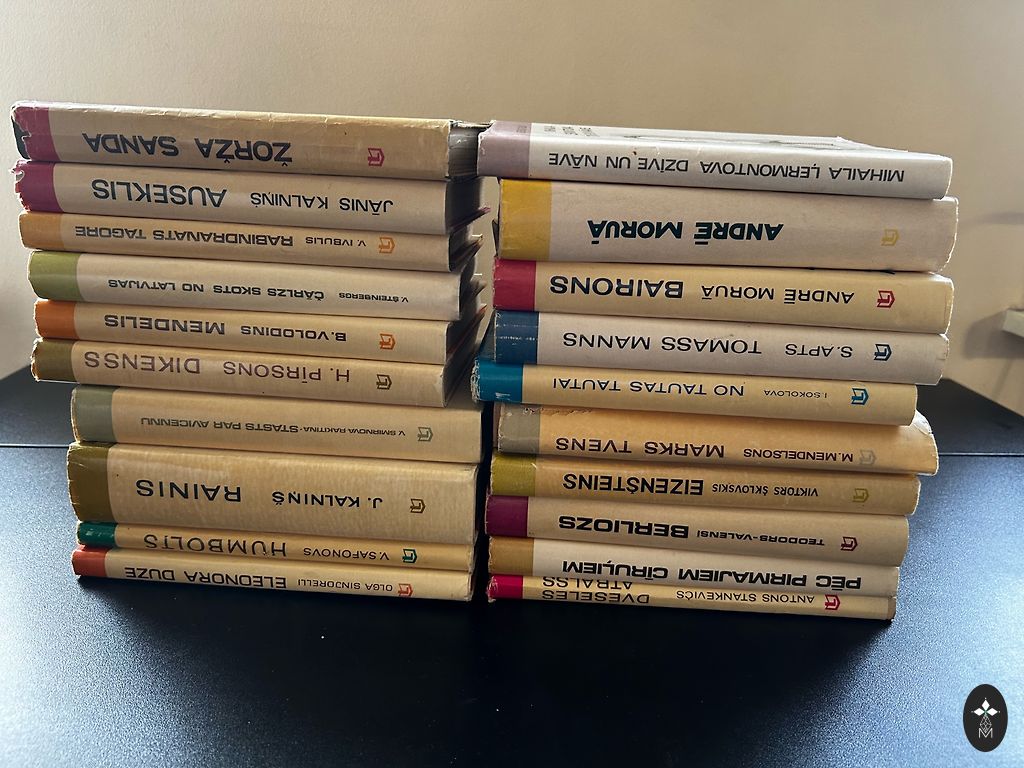 ŽORŽA SANDA
JĀNIS KALNIŅŠ AUSEKLIS
V. IVBULIS RABINDRANATS TAGORE
V. ŠTEINBERGS ČĀRLZS SKOTS NO LATVIJAS
B. VOLODINS MENDELIS
H. PĪRSONS DIKENSS
V. SMIRNOVA-RAKITINA · STĀSTS PAR AVICENNU
J. KALNIŅŠ RAINIS
V. SAFONOVS HUMBOLTS
OLGA SINJORELLI ELEONORA DUZE
MIHAILA ĻERMONTOVA DZĪVE UN NĀVE
ANDRĒ MORUĀ
ANDRĒ MORUĀ BAIRONS
S. APTS TOMASS MANNS
I. SOKOLOVA NO TAUTAS TAUTAI
M. MENDELSONS MARKS TVENS
VIKTORS ŠKLOVSKIS EIZENŠTEINS
TEODORS-VALENSĪ BERLIOZS
PĒC PIRMAJIEM CĪRUĻIEM
ANTONS STANKEVIČS DVĒSELES ATBALSS
M